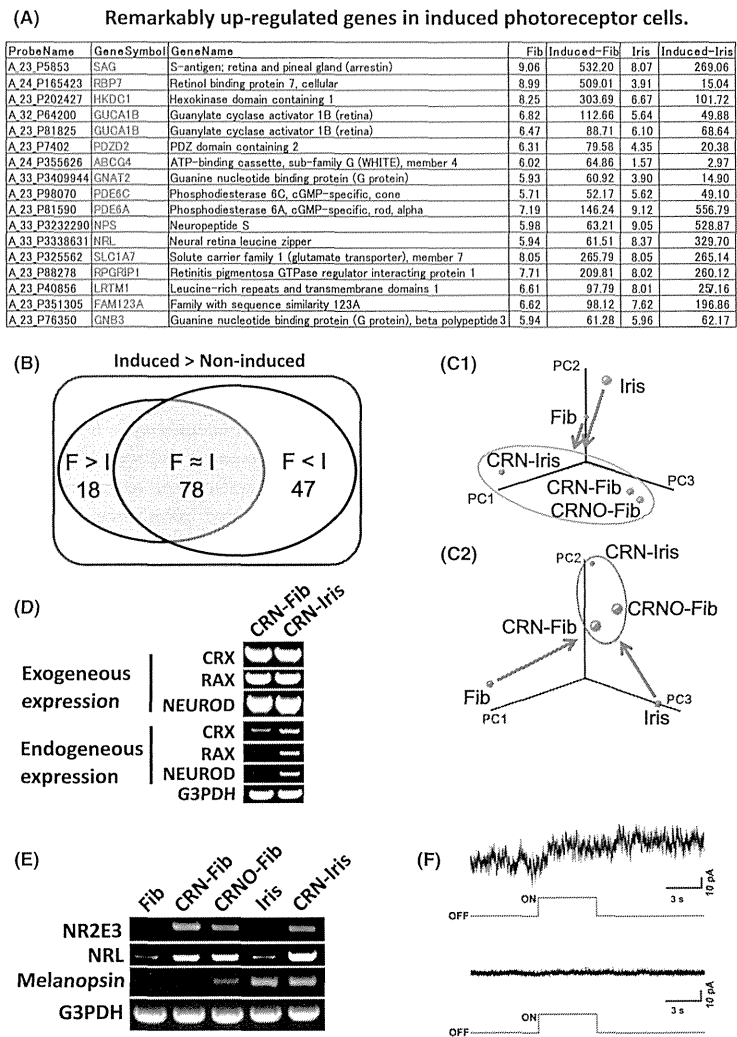 (A) Remarkably up-regulated genes in induced photoreceptor cells.
ProbeName GeneSymbol GeneName Fib Induced-Fib Iris Induced-Iris
A_23_P5853 SAG S-antigen; retina and pineal gland (arrestin) 9.06 532.20 8.07 269.06
A_24_P165423 RBP7 Retinol binding protein 7, cellular 8.99 509.01 3.91 15.04
A_23_P202427 HKDC1 Hexokinase domain containing 1 8.25 303.69 6.67 101.72
A_32_P64200 GUCA1B Guanylate cyclase activator 1B (retina) 6.82 112.66 5.64 49.88
A_23_P81825 GUCA1B Guanylate cyclase activator 1B (retina) 6.47 88.71 6.10 68.64
A_23_P7402 PDZD2 PDZ domain containing 2 6.31 79.58 4.35 20.38
A_24_P355626 ABCG4 ATP-binding cassette, sub-family G (WHITE), member 4 6.02 64.86 1.57 2.97
A_33_P3409944 GNAT2 Guanine nucleotide binding protein (G protein) 5.93 60.92 3.90 14.90
A_23_P98070 PDE6C Phosphodiesterase 6C, cGMP-specific, cone 5.71 52.17 5.62 49.10
A_23_P81590 PDE6A Phosphodiesterase 6A, cGMP-specific, rod, alpha 7.19 146.24 9.12 556.79
A_33_P3232290 NPS Neuropeptide S 5.98 63.21 9.05 528.87
A_33_P3338631 NRL Neural retina leucine zipper 5.94 61.51 8.37 329.70
A_23_P325562 SLC1A7 Solute carrier family 1 (glutamate transporter), member 7 8.05 265.79 8.05 265.14
A_23_P88278 RPGRIP1 Retinitis pigmentosa GTPase regulator interacting protein 1 7.71 209.81 8.02 260.12
A_23_P40856 LRTM1 Leucine-rich repeats and transmembrane domains 1 6.61 97.79 8.01 257.16
A_23_P351305 FAM123A Family with sequence similarity 123A 6.62 98.12 7.62 196.86
A_23_P76350 GNB3 Guanine nucleotide binding protein (G protein), beta polypeptide 3 5.94 61.28 5.96 62.17
(B) Induced > Non-induced
F > I F ≈ I F < I
18 78 47
(C1)
PC2
Iris
Fib
CRN-Iris
PC1
PC3
CRN-Fib
CRNO-Fib
(C2)
PC2
CRN-Iris
CRNO-Fib
CRN-Fib
Fib
PC1
Iris
PC3
(D)
CRN-Fib CRN-Iris
Exogeneous
expression
CRX
RAX
NEUROD
Endogeneous
expression
CRX
RAX
NEUROD
G3PDH
(E)
Fib CRN-Fib CRNO-Fib Iris CRN-Iris
NR2E3
NRL
Melanopsin
G3PDH
(F)
3 s 10 pA
ON
OFF
3 s 10 pA
ON
OFF